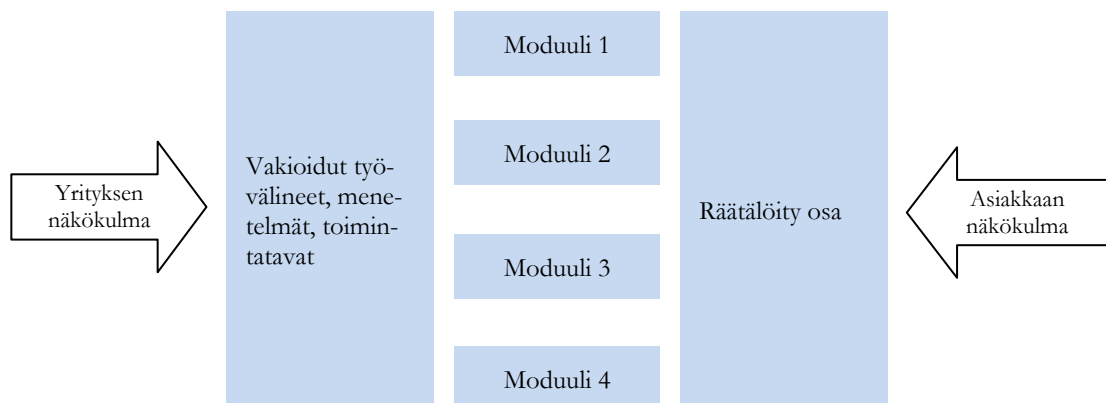 Yrityksen
näkökulma
Vakioidut työ-
välineet, mene-
telmät, toimin-
tatavat
Moduuli 1
Moduuli 2
Moduuli 3
Moduuli 4
Räätälöity osa
Asiakkaan
näkökulma